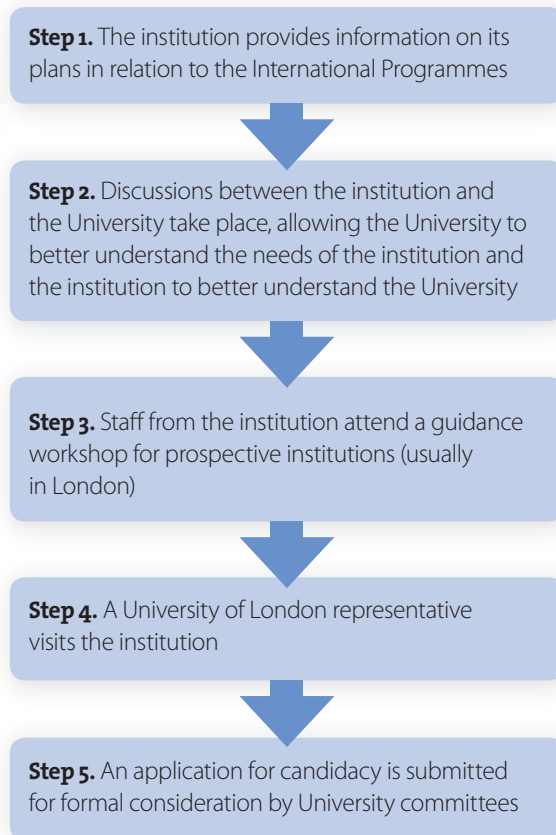 Step 1. The institution provides information on its
plans in relation to the International Programmes
Step 2. Discussions between the institution and
the University take place, allowing the University to
better understand the needs of the institution and
the institution to better understand the University
Step 3. Staff from the institution attend a guidance
workshop for prospective institutions (usually
in London)
Step 4. A University of London representative
visits the institution
Step 5. An application for candidacy is submitted
for formal consideration by University committees